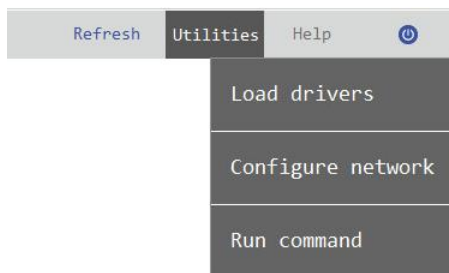 Refresh Utilities Help
Load drivers
Configure network
Run command